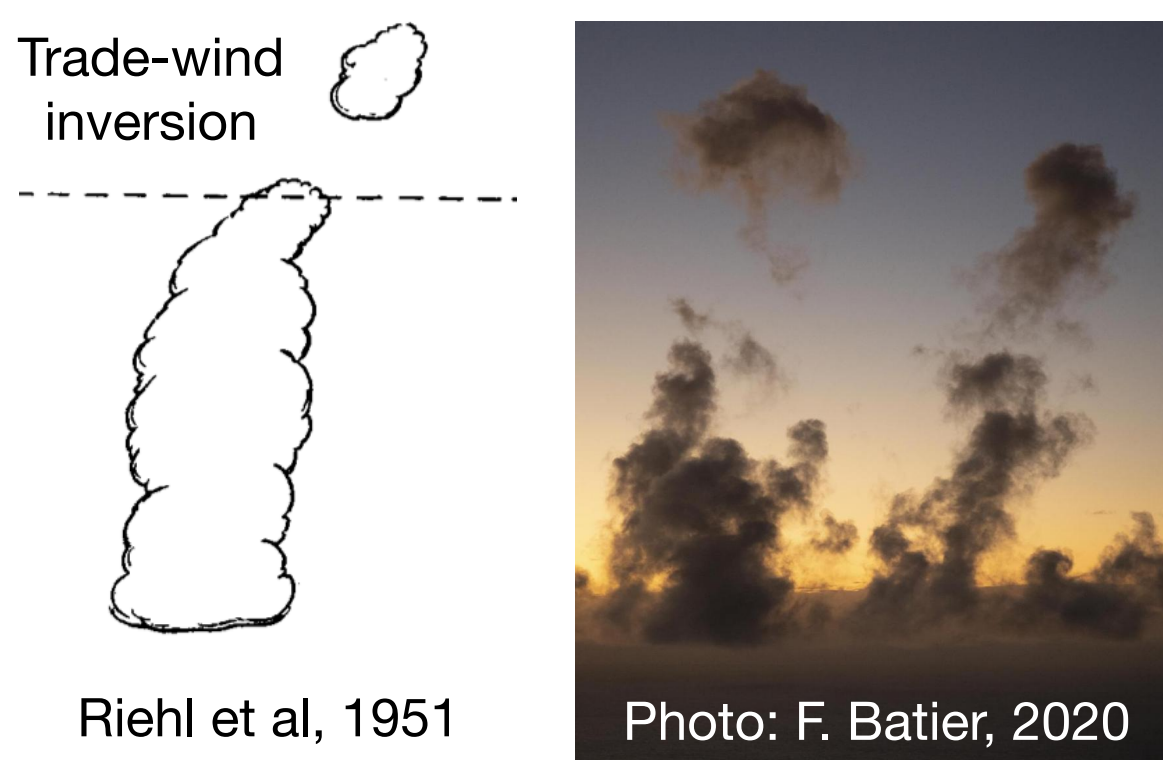 Trade-wind
inversion
Riehl et al, 1951
Photo: F. Batier, 2020